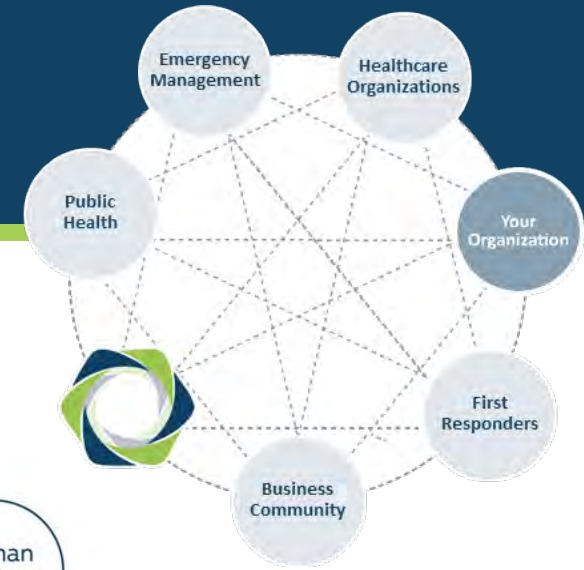 Emergency
Management
Healthcare
Organizations
Public
Health
Your
Organization
First
Responders
Business
Community